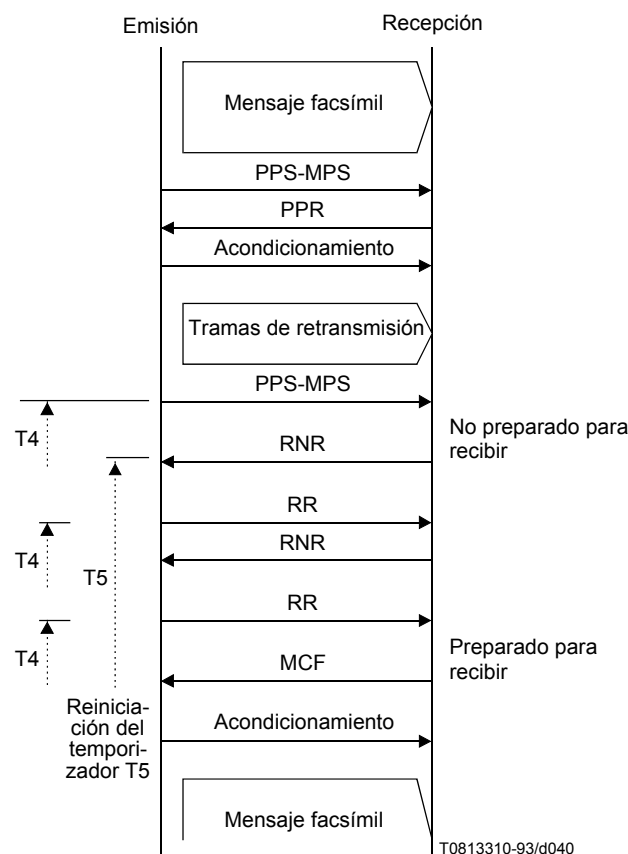 Emisión
Recepción
Mensaje facsímil
PPS-MPS
PPR
Acondicionamiento
Tramas de retransmisión
PPS-MPS
T4
No preparado para
recibir
RNR
RR
T4
T5
RNR
RR
T4
Preparado para
recibir
MCF
Reinicia-
ción del
tempori-
zador T5
Acondicionamiento
Mensaje facsímil
T0813310-93/d040